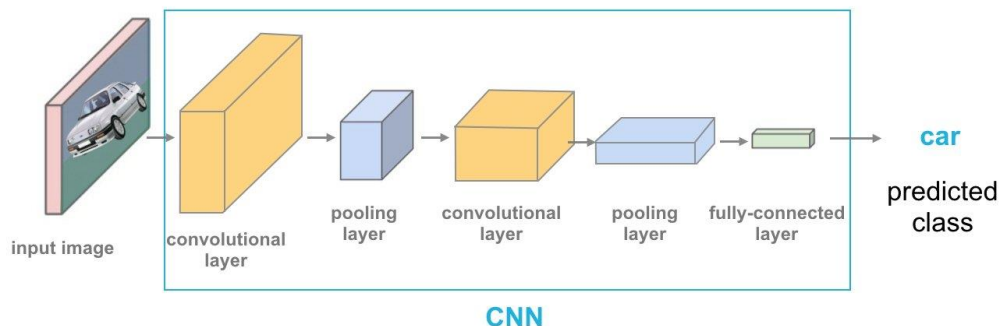 input image
convolutional
layer
pooling
layer
convolutional
layer
pooling
layer
fully-connected
layer
car
predicted
class
CNN